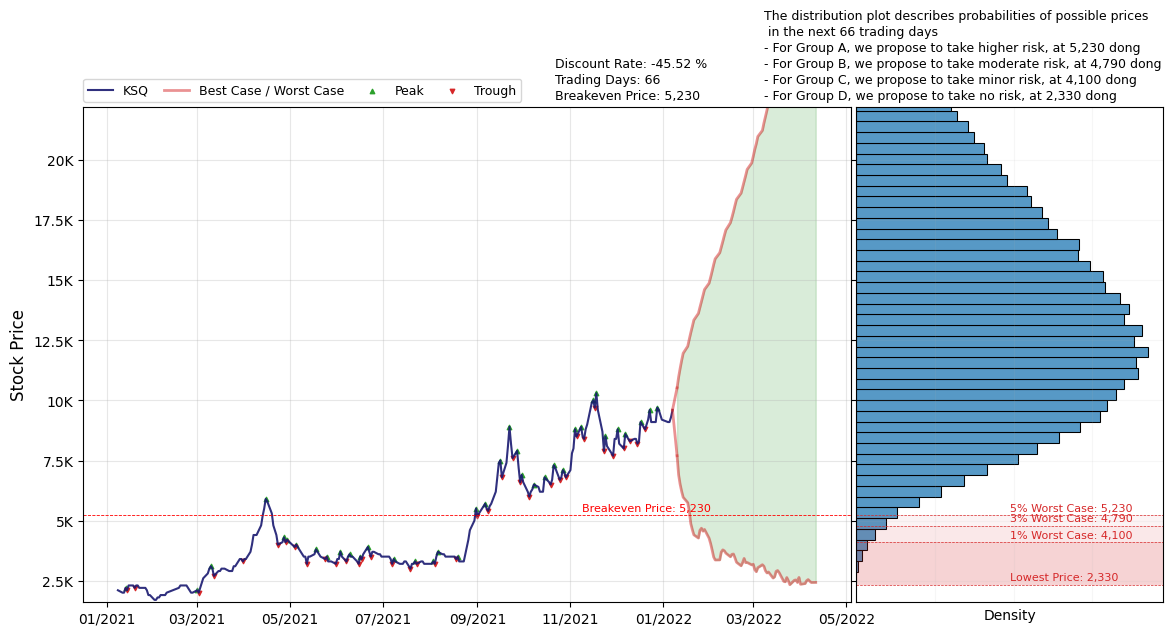 The distribution plot describes probabilities of possible prices
in the next 66 trading days
- For Group A, we propose to take higher risk, at 5,230 dong
- For Group B, we propose to take moderate risk, at 4,790 dong
- For Group C, we propose to take minor risk, at 4,100 dong
- For Group D, we propose to take no risk, at 2,330 dong
Discount Rate: -45.52 %
Trading Days: 66
Breakeven Price: 5,230
KSQ
Best Case / Worst Case
Peak
Trough
Stock Price
20K
17.5K
15K
12.5K
10K
7.5K
5K
2.5K
Breakeven Price: 5,230
5% Worst Case: 5,230
3% Worst Case: 4,790
1% Worst Case: 4,100
Lowest Price: 2,330
01/2021
03/2021
05/2021
07/2021
09/2021
11/2021
01/2022
03/2022
05/2022
Density